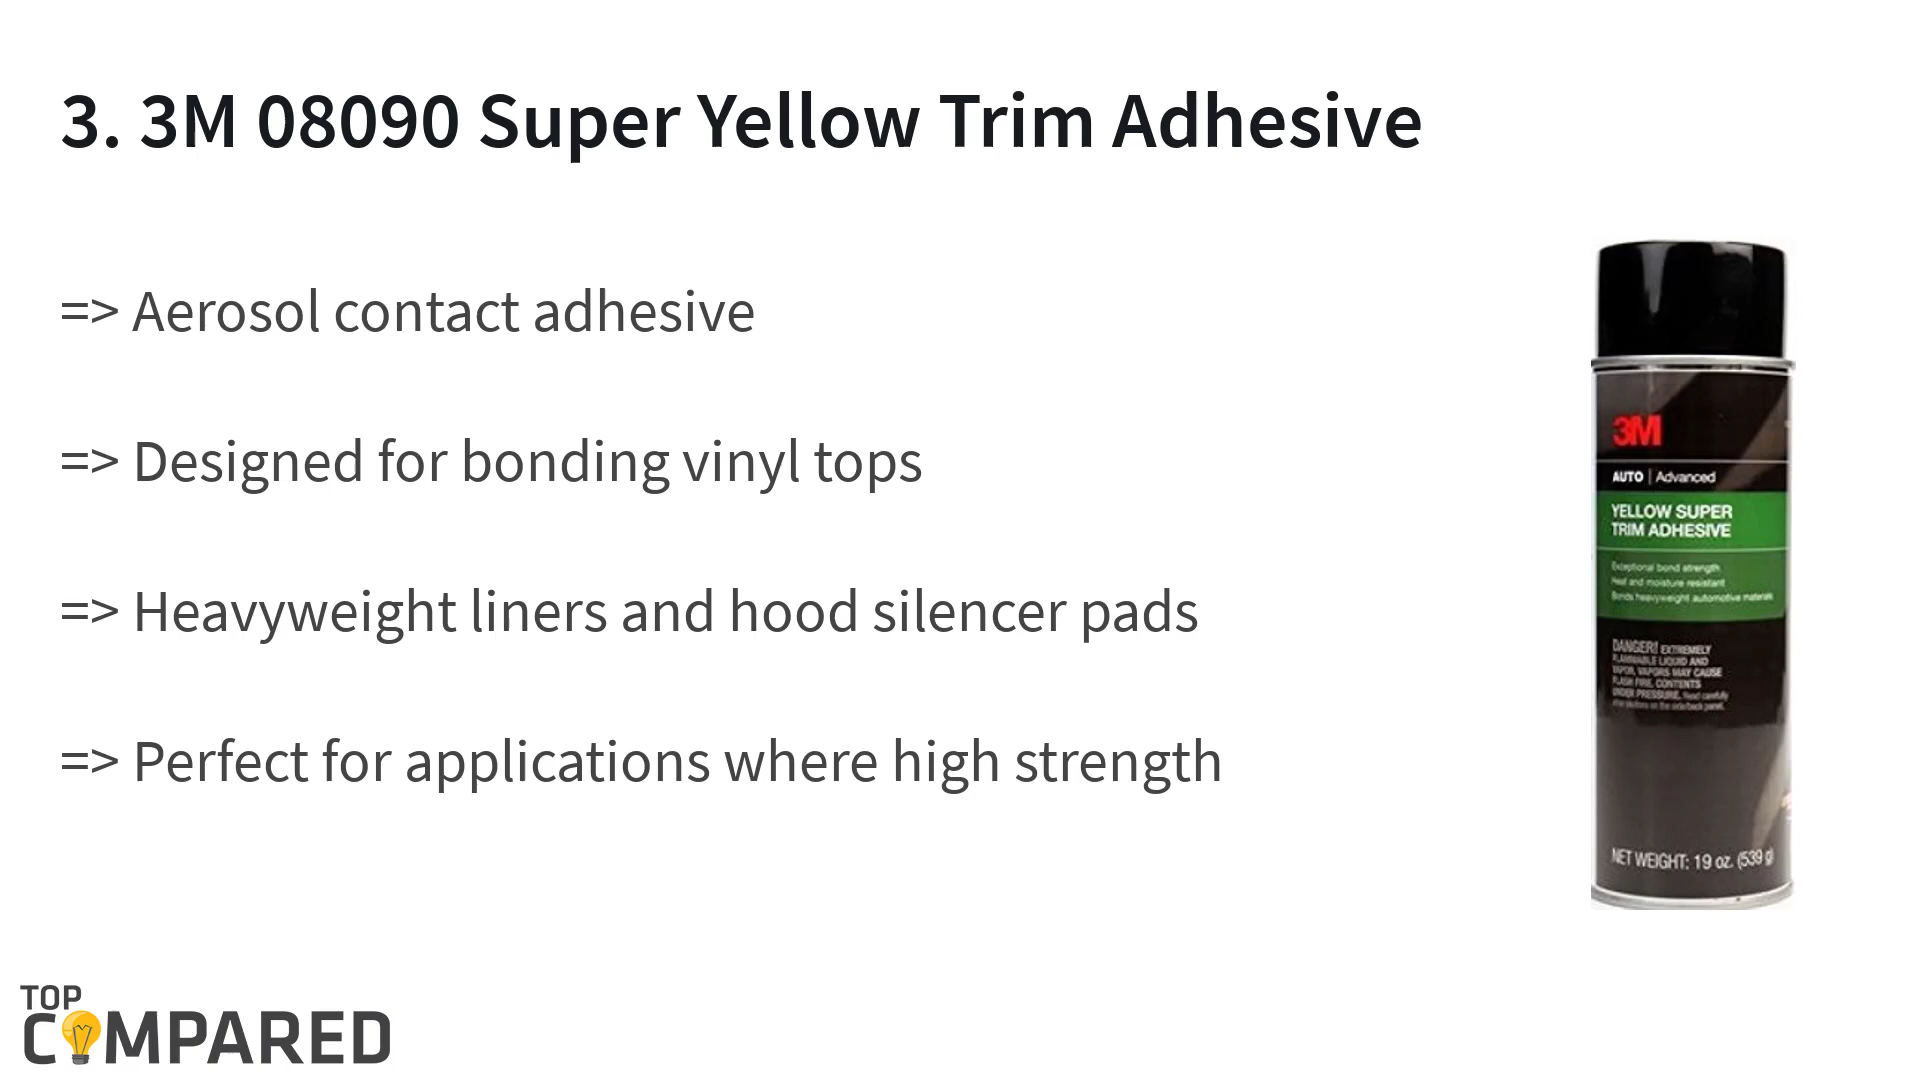 3. 3M 08090 Super Yellow Trim Adhesive
=> Aerosol contact adhesive
=> Designed for bonding vinyl tops
=> Heavyweight liners and hood silencer pads
=> Perfect for applications where high strength
3M
AUTO | Advanced
YELLOW SUPER
TRIM ADHESIVE
Exceptional bond strength
Heat and moisture resistant
Bonds heavyweight automotive materials
DANGER! EXTREMELY
FLAMMABLE LIQUID AND
VAPOR. VAPORS MAY CAUSE
FLASH FIRE. CONTENTS
UNDER PRESSURE. Read carefully
NET WEIGHT: 19 oz. (539 g)
TOP
COMPARED